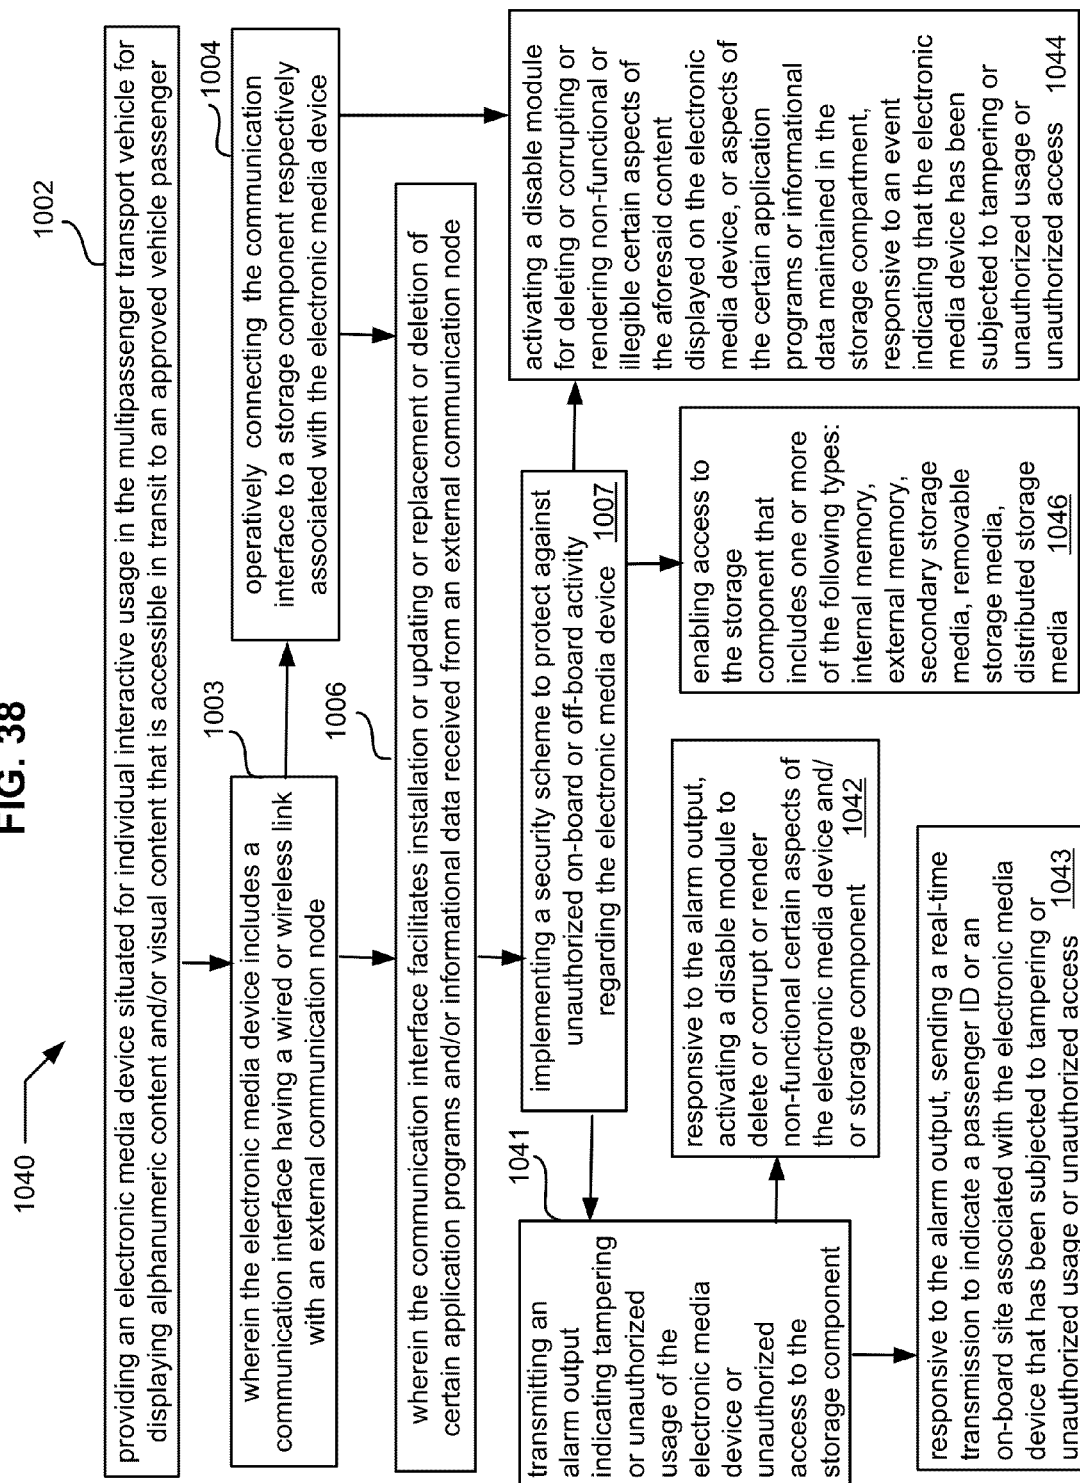 FIG. 38
1040
1002
providing an electronic media device situated for individual interactive usage in the multipassenger transport vehicle for
displaying alphanumeric content and/or visual content that is accessible in transit to an approved vehicle passenger
1003
wherein the electronic media device includes a
communication interface having a wired or wireless link
with an external communication node
1004
operatively connecting the communication
interface to a storage component respectively
associated with the electronic media device
1006
wherein the communication interface facilitates installation or updating or replacement or deletion of
certain application programs and/or informational data received from an external communication node
implementing a security scheme to protect against
unauthorized on-board or off-board activity
regarding the electronic media device 1007
1041
transmitting an
alarm output
indicating tampering
or unauthorized
usage of the
electronic media
device or
unauthorized
access to the
storage component
responsive to the alarm output,
activating a disable module to
delete or corrupt or render
non-functional certain aspects of
the electronic media device and/
or storage component 1042
responsive to the alarm output, sending a real-time
transmission to indicate a passenger ID or an
on-board site associated with the electronic media
device that has been subjected to tampering or
unauthorized usage or unauthorized access 1043
enabling access to
the storage
component that
includes one or more
of the following types:
internal memory,
external memory,
secondary storage
media, removable
storage media,
distributed storage
media 1046
activating a disable module
for deleting or corrupting or
rendering non-functional or
illegible certain aspects of
the aforesaid content
displayed on the electronic
media device, or aspects of
the certain application
programs or informational
data maintained in the
storage compartment,
responsive to an event
indicating that the electronic
media device has been
subjected to tampering or
unauthorized usage or
unauthorized access 1044